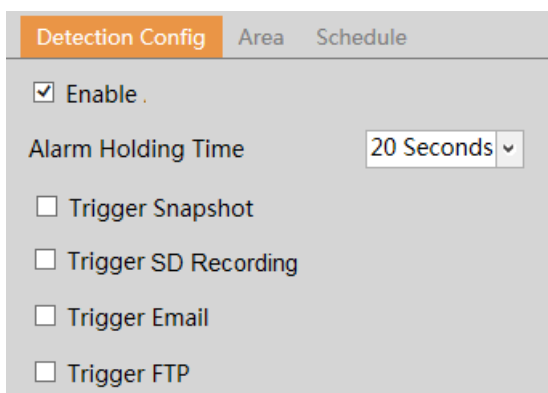 Detection Config Area Schedule
Enable .
Alarm Holding Time 20 Seconds
Trigger Snapshot
Trigger SD Recording
Trigger Email
Trigger FTP